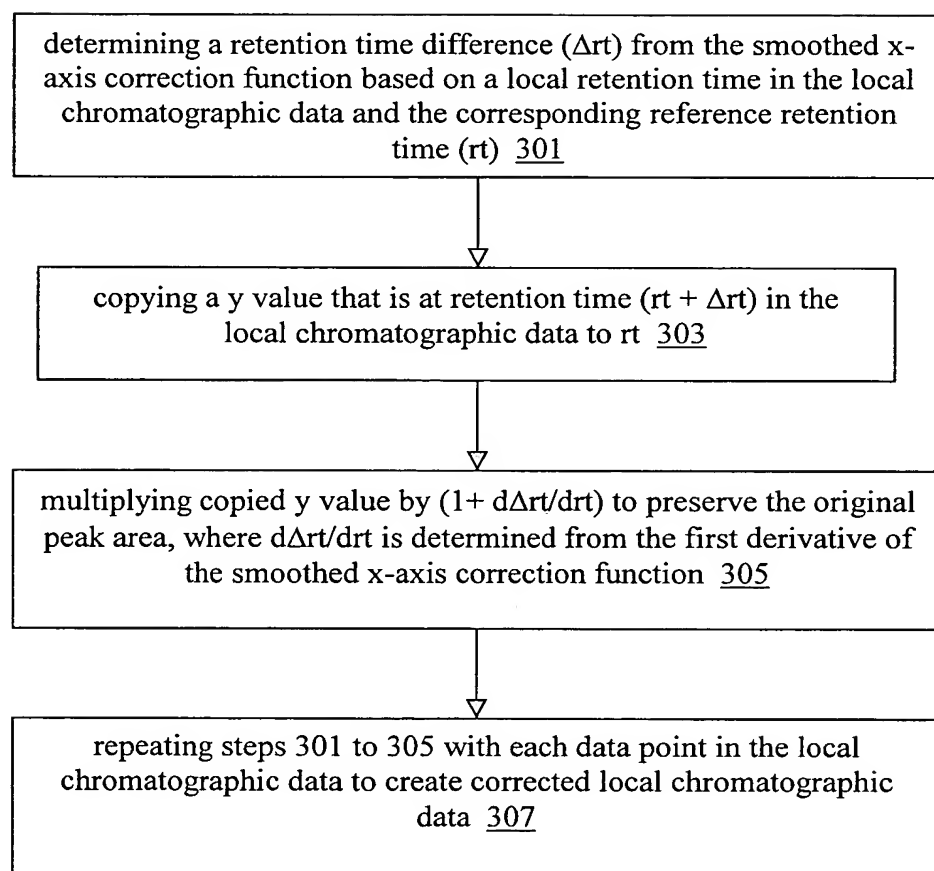 determining a retention time difference (Δrt) from the smoothed x-
axis correction function based on a local retention time in the local
chromatographic data and the corresponding reference retention
time (rt) 301
copying a y value that is at retention time (rt + Δrt) in the
local chromatographic data to rt 303
multiplying copied y value by (1+ dΔrt/drt) to preserve the original
peak area, where dΔrt/drt is determined from the first derivative of
the smoothed x-axis correction function 305
repeating steps 301 to 305 with each data point in the local
chromatographic data to create corrected local chromatographic
data 307